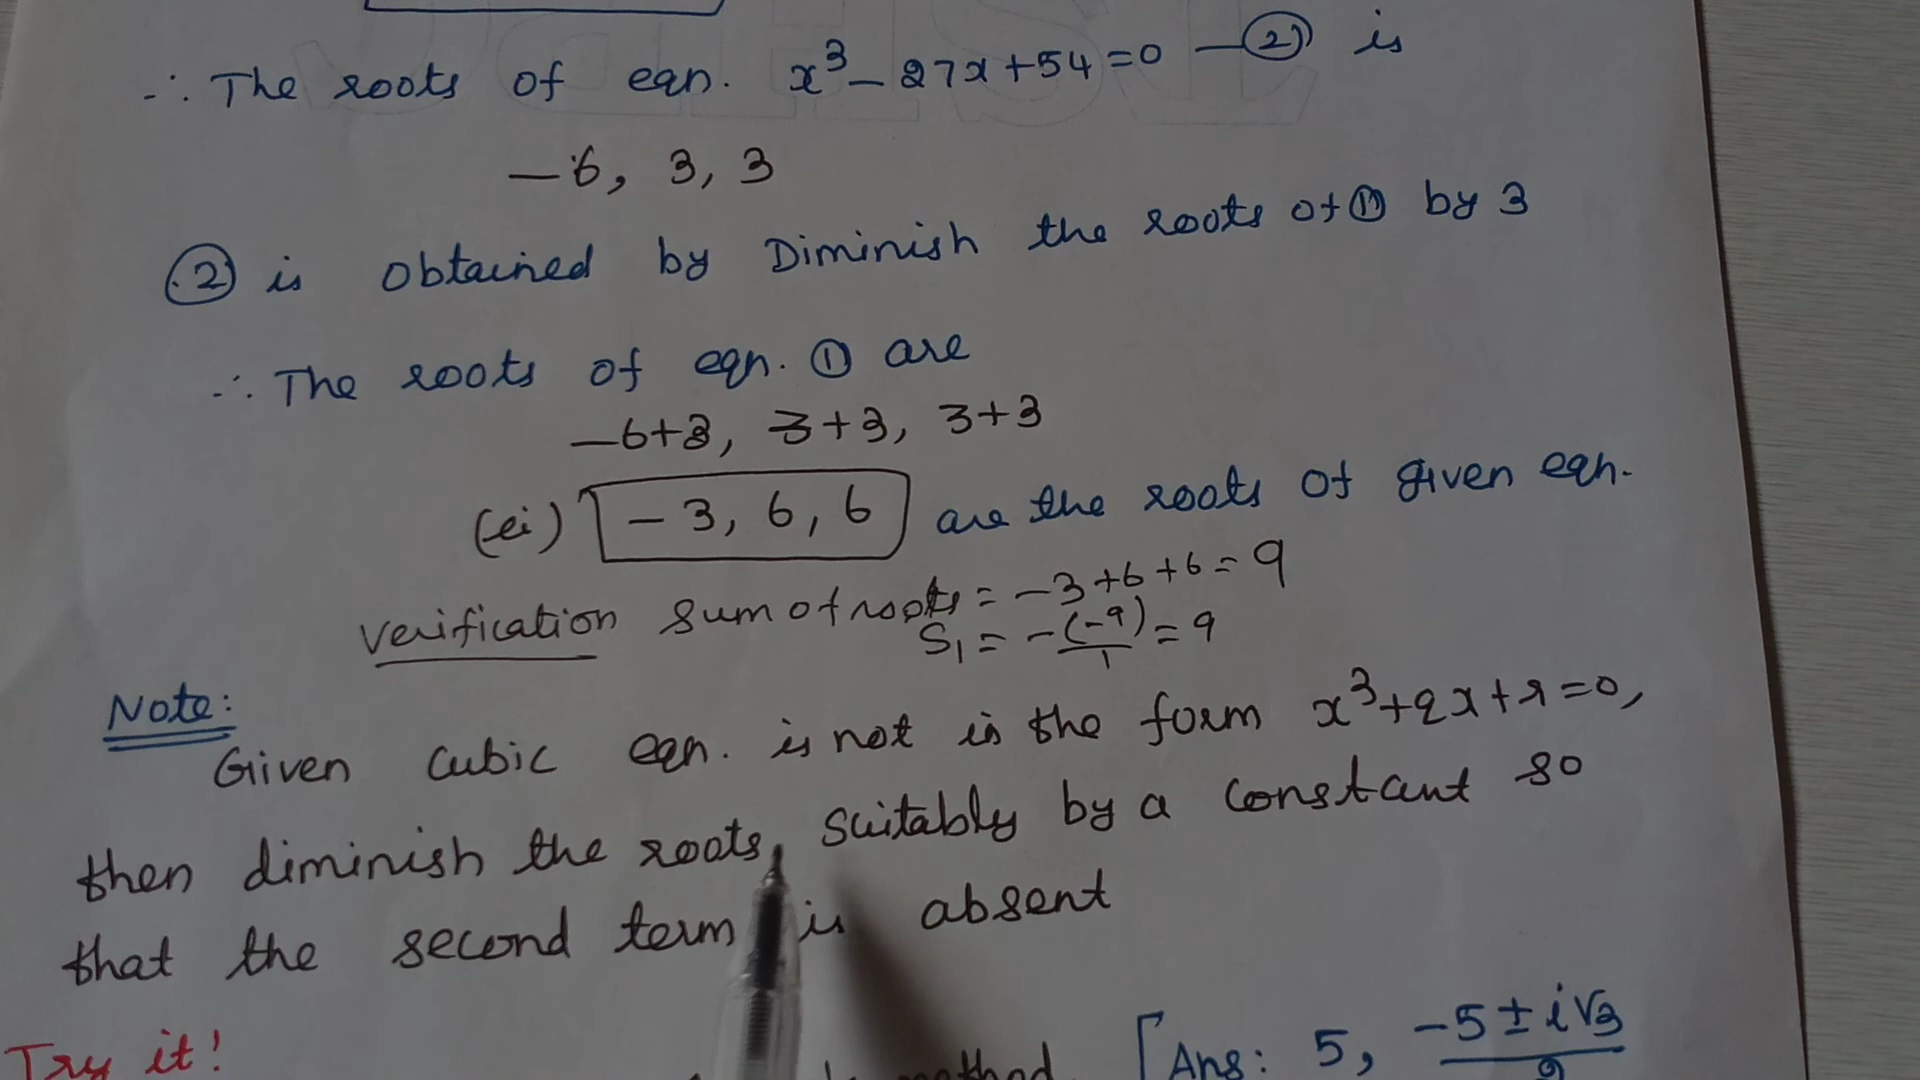 ∴ The roots of eqn. x³ - 27x + 54 = 0 — ② is
-6, 3, 3
② is obtained by Diminish the roots of ① by 3
∴ The roots of eqn. ① are
-6+3, 3+3, 3+3
(ei) -3, 6, 6 are the roots of given eqn.
Verification sum of roots = -3+6+6 = 9
S₁ = -(-9)/1 = 9
Note:
Given cubic eqn. is not in the form x³+qx+r=0,
then diminish the roots, suitably by a constant so
that the second term is absent
Try it!
method [Ans: 5, -5±i√3